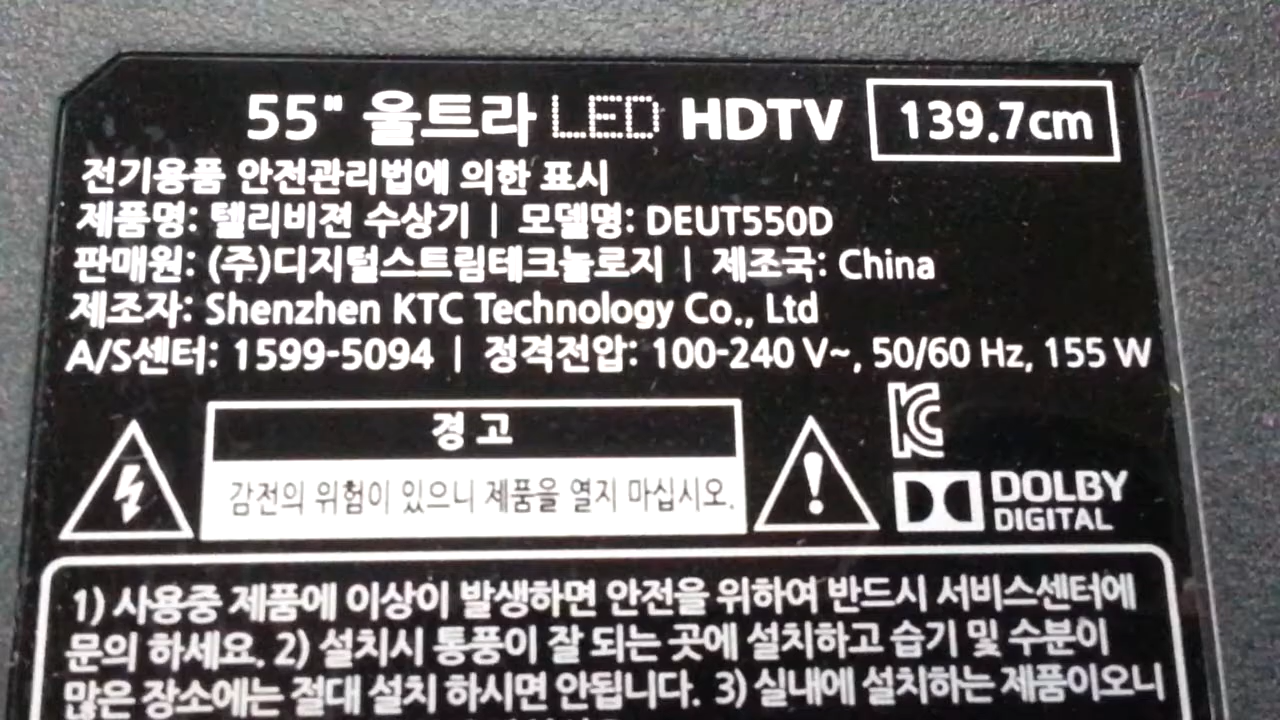 55" 울트라 LED HDTV 139.7cm
전기용품 안전관리법에 의한 표시
제품명: 텔리비젼 수상기 | 모델명: DEUT550D
판매원: (주)디지털스트림테크놀로지 | 제조국: China
제조자: Shenzhen KTC Technology Co., Ltd
A/S센터: 1599-5094 | 정격전압: 100-240 V~, 50/60 Hz, 155 W
경고
감전의 위험이 있으니 제품을 열지 마십시오.
DOLBY
DIGITAL
1) 사용중 제품에 이상이 발생하면 안전을 위하여 반드시 서비스센터에
문의 하세요. 2) 설치시 통풍이 잘 되는 곳에 설치하고 습기 및 수분이
많은 장소에는 절대 설치 하시면 안됩니다. 3) 실내에 설치하는 제품이오니